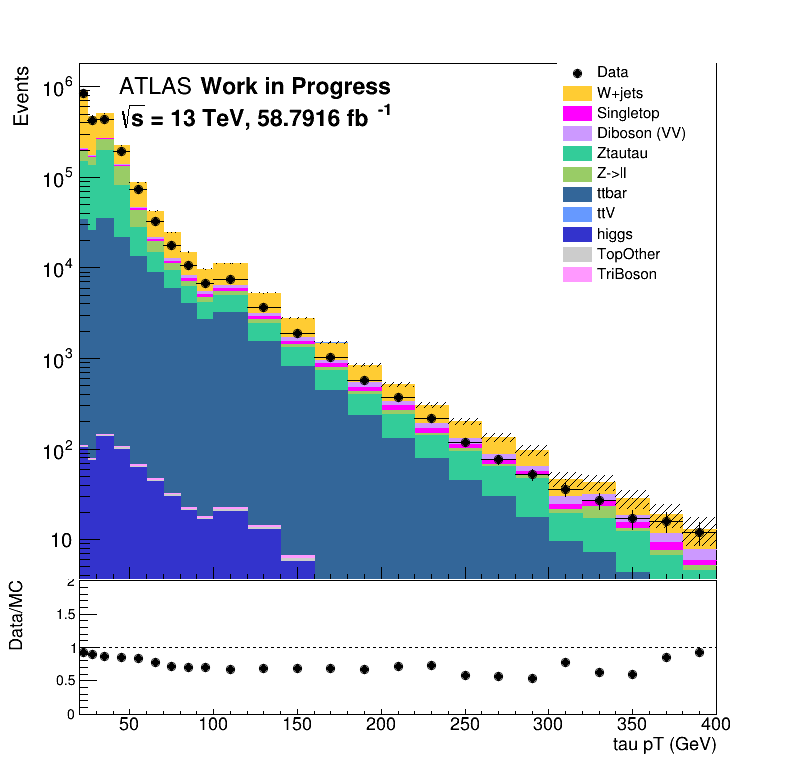 Events
10^6
10^5
10^4
10^3
10^2
10
ATLAS Work in Progress
√s = 13 TeV, 58.7916 fb^-1
Data
W+jets
Singletop
Diboson (VV)
Ztautau
Z->ll
ttbar
ttV
higgs
TopOther
TriBoson
Data/MC
2
1.5
1
0.5
0
50 100 150 200 250 300 350 400
tau pT (GeV)